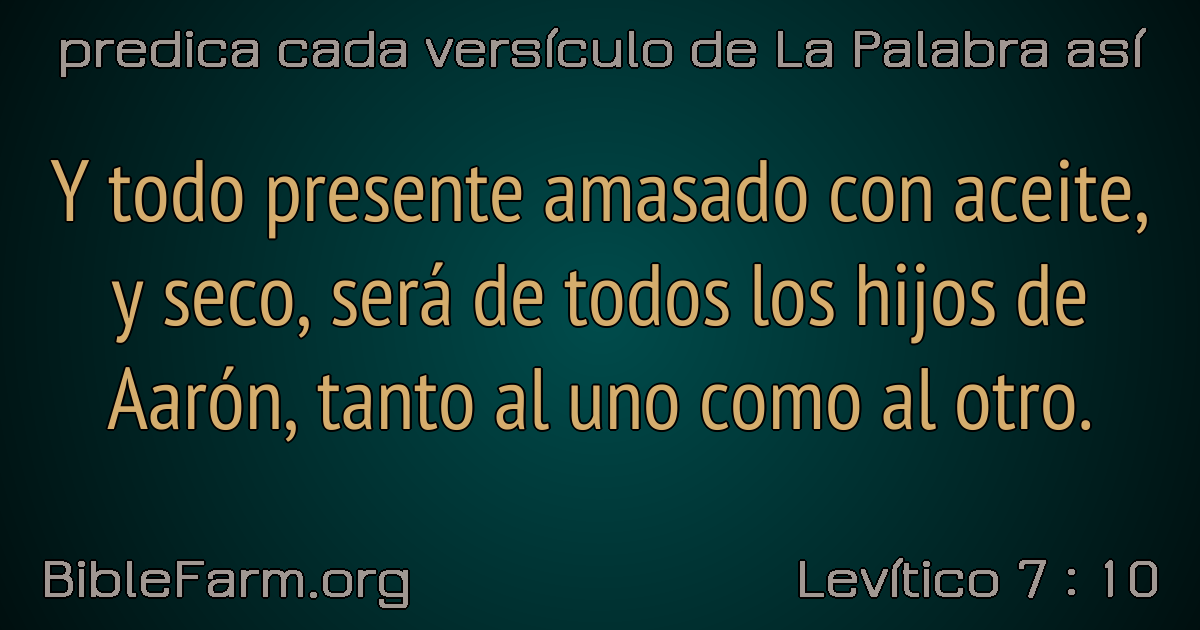 predica cada versículo de La Palabra así
Y todo presente amasado con aceite,
y seco, será de todos los hijos de
Aarón, tanto al uno como al otro.
BibleFarm.org
Levítico 7 : 10